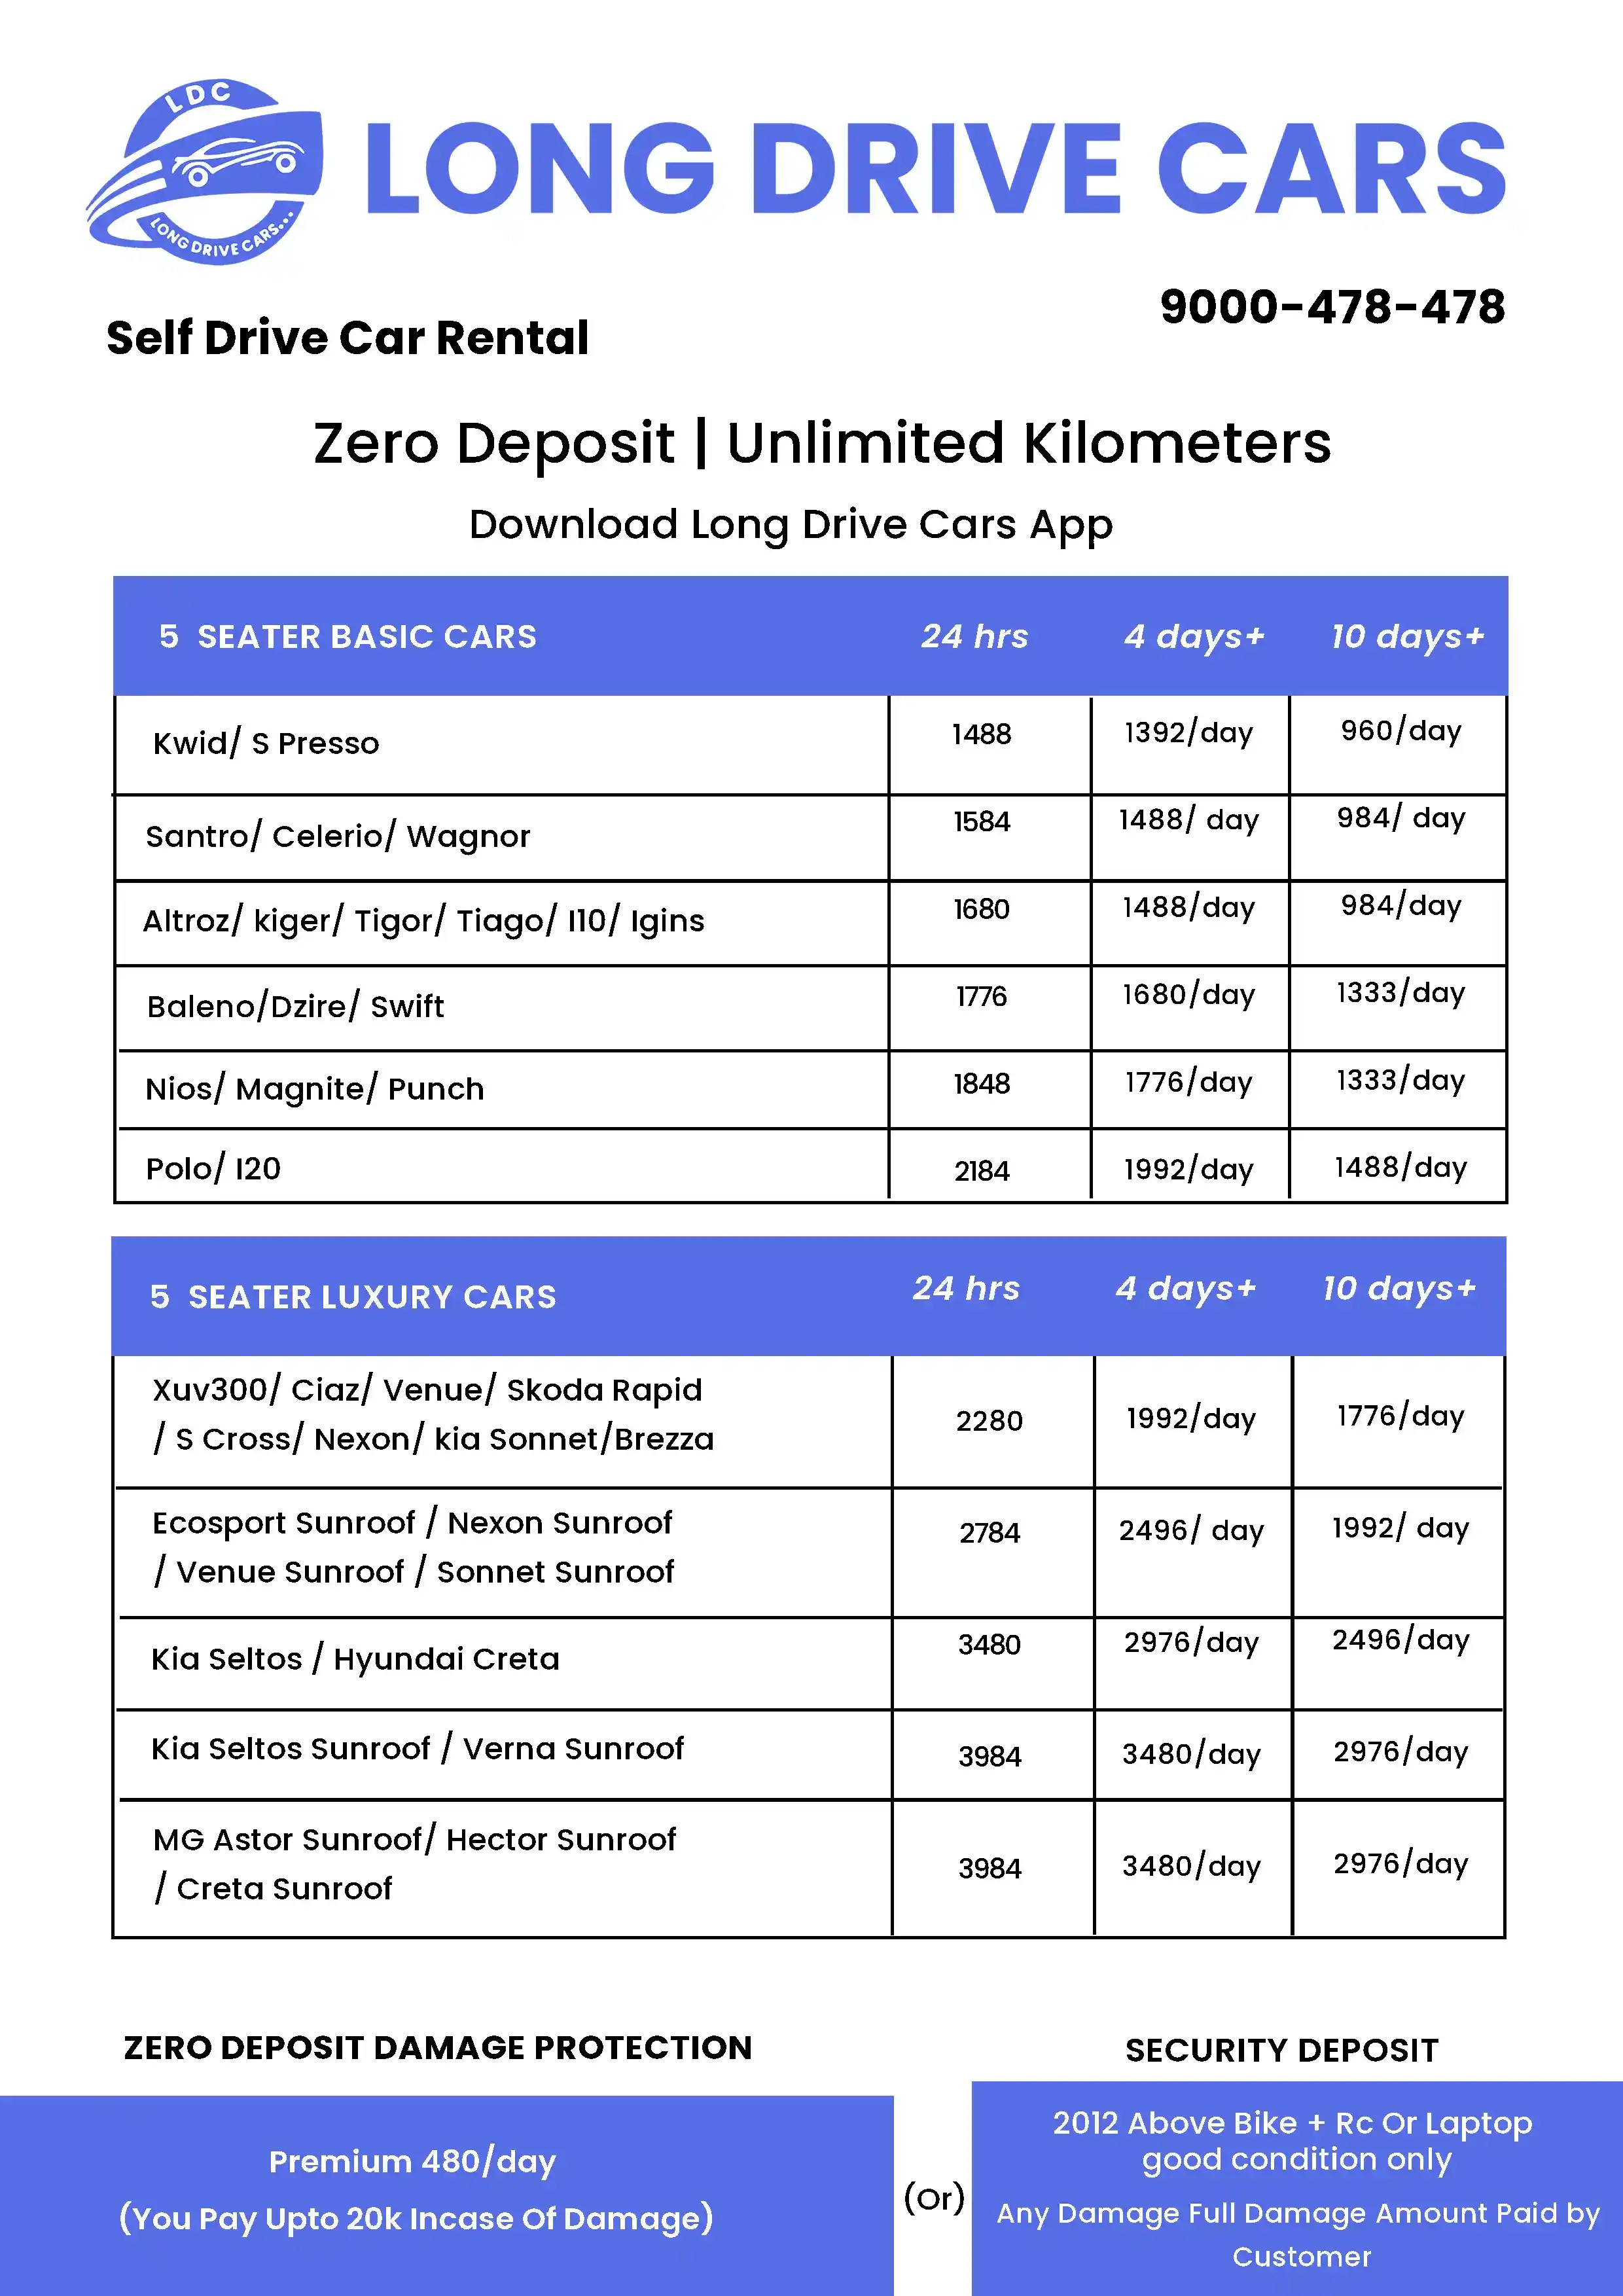 LDC
LONG DRIVE CARS...
LONG DRIVE CARS
9000-478-478
Self Drive Car Rental
Zero Deposit | Unlimited Kilometers
Download Long Drive Cars App
5 SEATER BASIC CARS 24 hrs 4 days+ 10 days+
Kwid/ S Presso 1488 1392/day 960/day
Santro/ Celerio/ Wagnor 1584 1488/ day 984/ day
Altroz/ kiger/ Tigor/ Tiago/ I10/ Igins 1680 1488/day 984/day
Baleno/Dzire/ Swift 1776 1680/day 1333/day
Nios/ Magnite/ Punch 1848 1776/day 1333/day
Polo/ I20 2184 1992/day 1488/day
5 SEATER LUXURY CARS 24 hrs 4 days+ 10 days+
Xuv300/ Ciaz/ Venue/ Skoda Rapid
/ S Cross/ Nexon/ kia Sonnet/Brezza 2280 1992/day 1776/day
Ecosport Sunroof / Nexon Sunroof
/ Venue Sunroof / Sonnet Sunroof 2784 2496/ day 1992/ day
Kia Seltos / Hyundai Creta 3480 2976/day 2496/day
Kia Seltos Sunroof / Verna Sunroof 3984 3480/day 2976/day
MG Astor Sunroof/ Hector Sunroof
/ Creta Sunroof 3984 3480/day 2976/day
ZERO DEPOSIT DAMAGE PROTECTION
Premium 480/day
(You Pay Upto 20k Incase Of Damage)
(Or)
SECURITY DEPOSIT
2012 Above Bike + Rc Or Laptop
good condition only
Any Damage Full Damage Amount Paid by
Customer